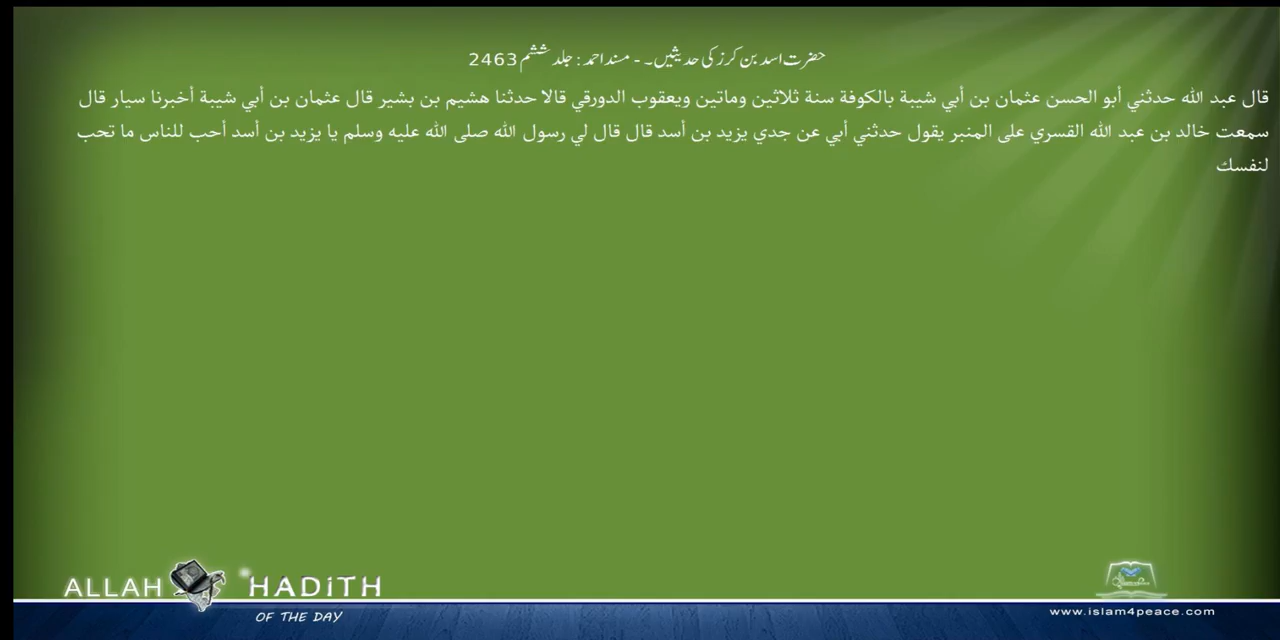 حضرت اسد بن کرز کی حدیثیں۔ - مسند احمد : جلد ششم 2463
قال عبد الله حدثني أبو الحسن عثمان بن أبي شيبة بالكوفة سنة ثلاثين وماتين ويعقوب الدورقي قالا حدثنا هشيم بن بشير قال عثمان بن أبي شيبة أخبرنا سيار قال
سمعت خالد بن عبد الله القسري على المنبر يقول حدثني أبي عن جدي يزيد بن أسد قال قال لي رسول الله صلى الله عليه وسلم يا يزيد بن أسد أحب للناس ما تحب
لنفسك
ALLAH HADITH
OF THE DAY
www.islam4peace.com